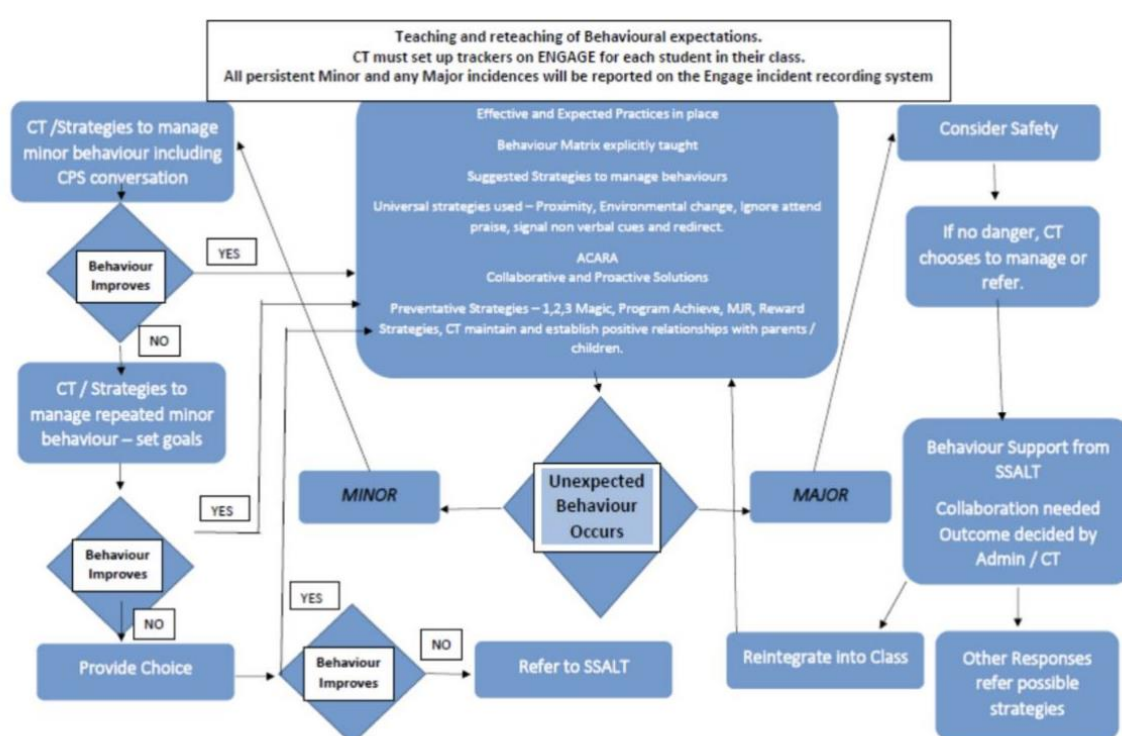 Teaching and reteaching of Behavioural expectations.
CT must set up trackers on ENGAGE for each student in their class.
All persistent Minor and any Major incidences will be reported on the Engage incident recording system
CT /Strategies to manage
minor behaviour including
CPS conversation
Behaviour
Improves
YES
NO
CT / Strategies to
manage repeated minor
behaviour – set goals
Behaviour
Improves
YES
NO
Provide Choice
Behaviour
Improves
YES
NO
Refer to SSALT
Effective and Expected Practices in place
Behaviour Matrix explicitly taught
Suggested Strategies to manage behaviours
Universal strategies used – Proximity, Environmental change, Ignore attend
praise, signal non verbal cues and redirect.
ACARA
Collaborative and Proactive Solutions
Preventative Strategies – 1,2,3 Magic, Program Achieve, MJR, Reward
Strategies, CT maintain and establish positive relationships with parents /
children.
MINOR
Unexpected
Behaviour
Occurs
MAJOR
Consider Safety
If no danger, CT
chooses to manage or
refer.
Behaviour Support from
SSALT
Collaboration needed
Outcome decided by
Admin / CT
Reintegrate into Class
Other Responses
refer possible
strategies